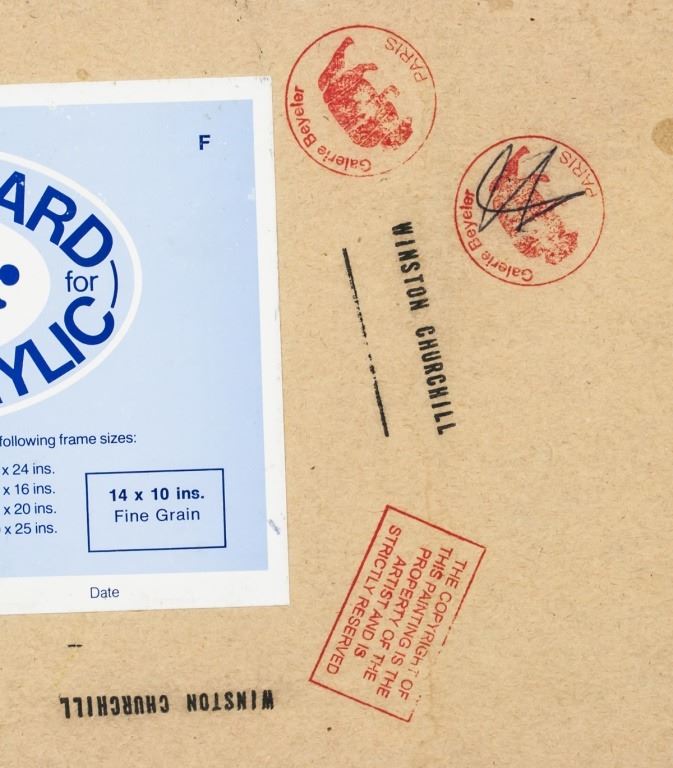 F
ARD
for
YLIC
following frame sizes:
x 24 ins.
x 16 ins.
x 20 ins.
x 25 ins.
14 x 10 ins.
Fine Grain
Date
Galerie Beyeler
PARIS
Galerie Beyeler
PARIS
WINSTON CHURCHILL
THE COPYRIGHT OF
THIS PAINTING IS THE
PROPERTY OF THE
ARTIST AND IS
STRICTLY RESERVED
WINSTON CHURCHILL